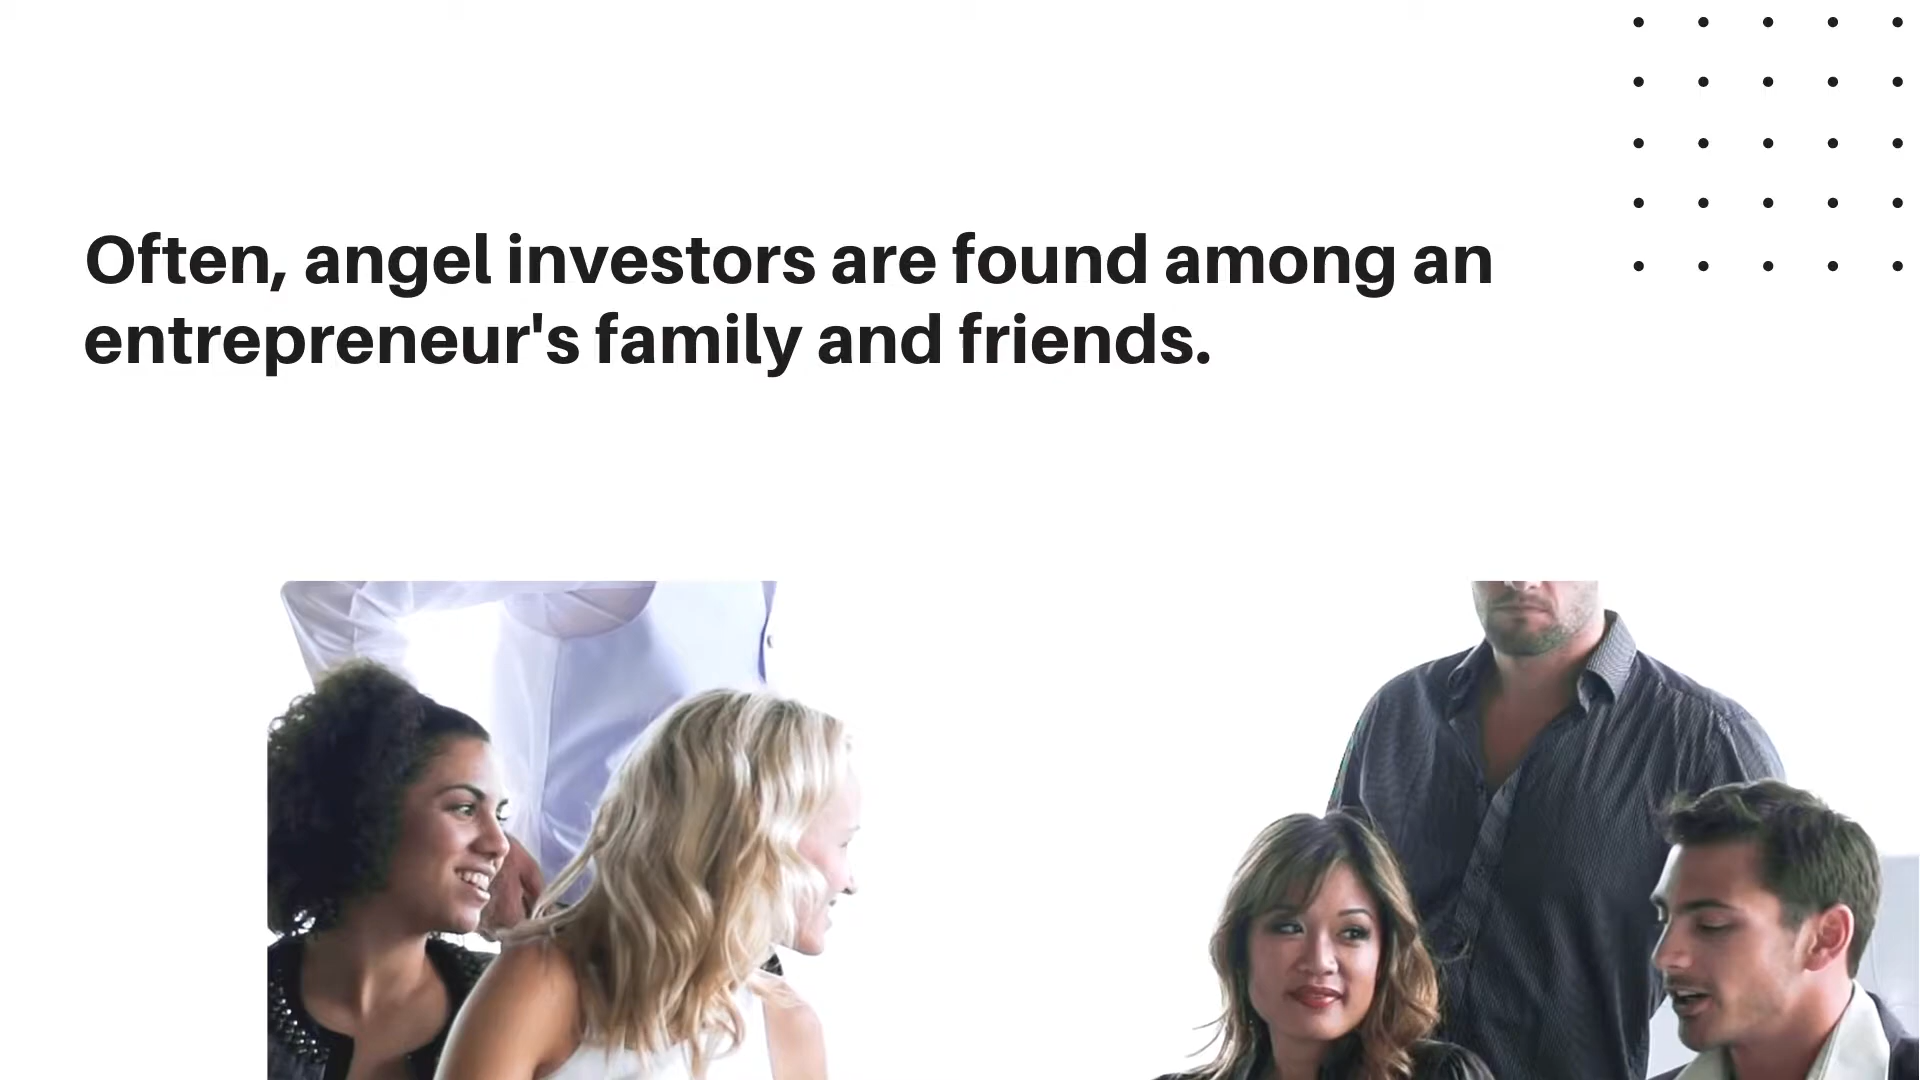 Often, angel investors are found among an
entrepreneur's family and friends.